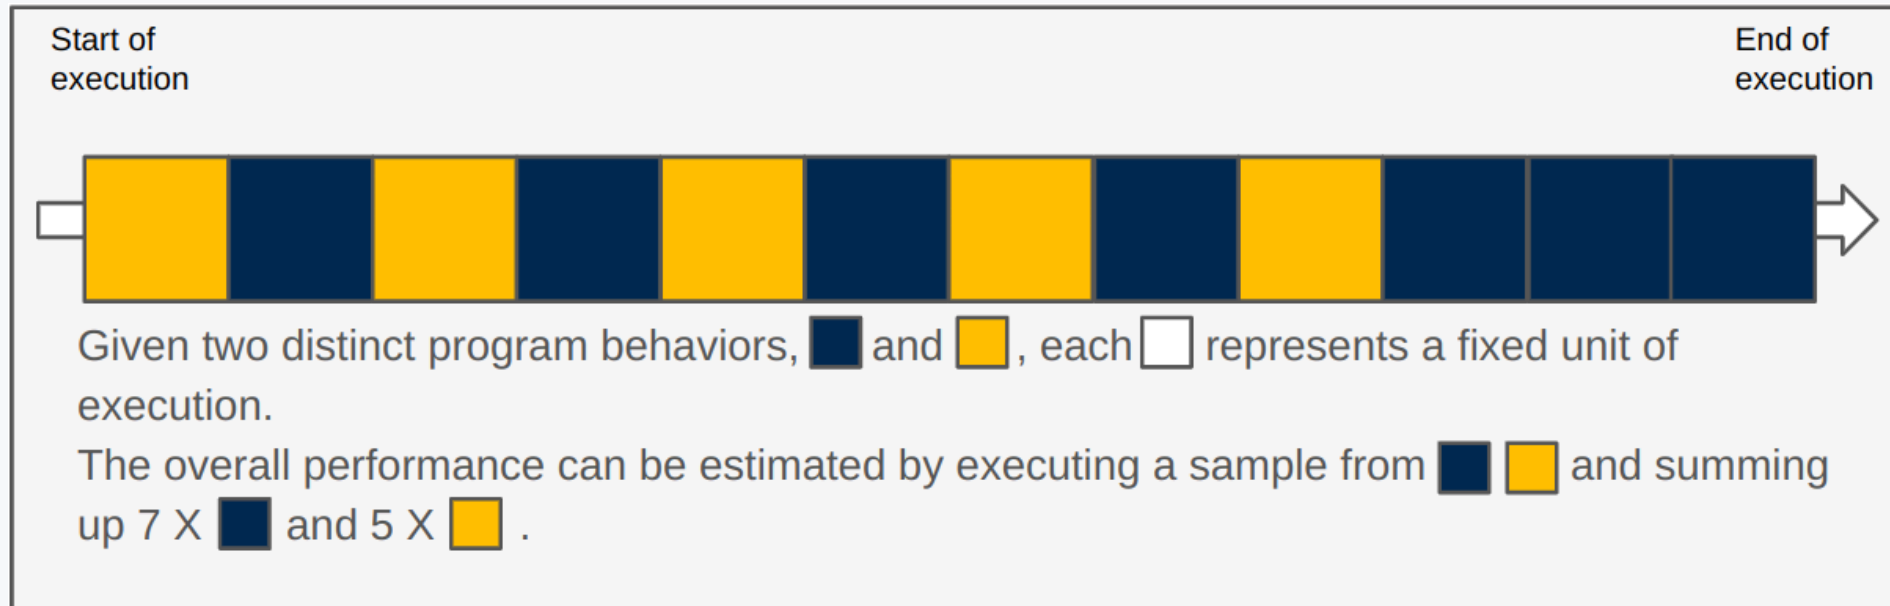 Start of
execution
End of
execution
Given two distinct program behaviors, and , each represents a fixed unit of
execution.
The overall performance can be estimated by executing a sample from and summing
up 7 X and 5 X .